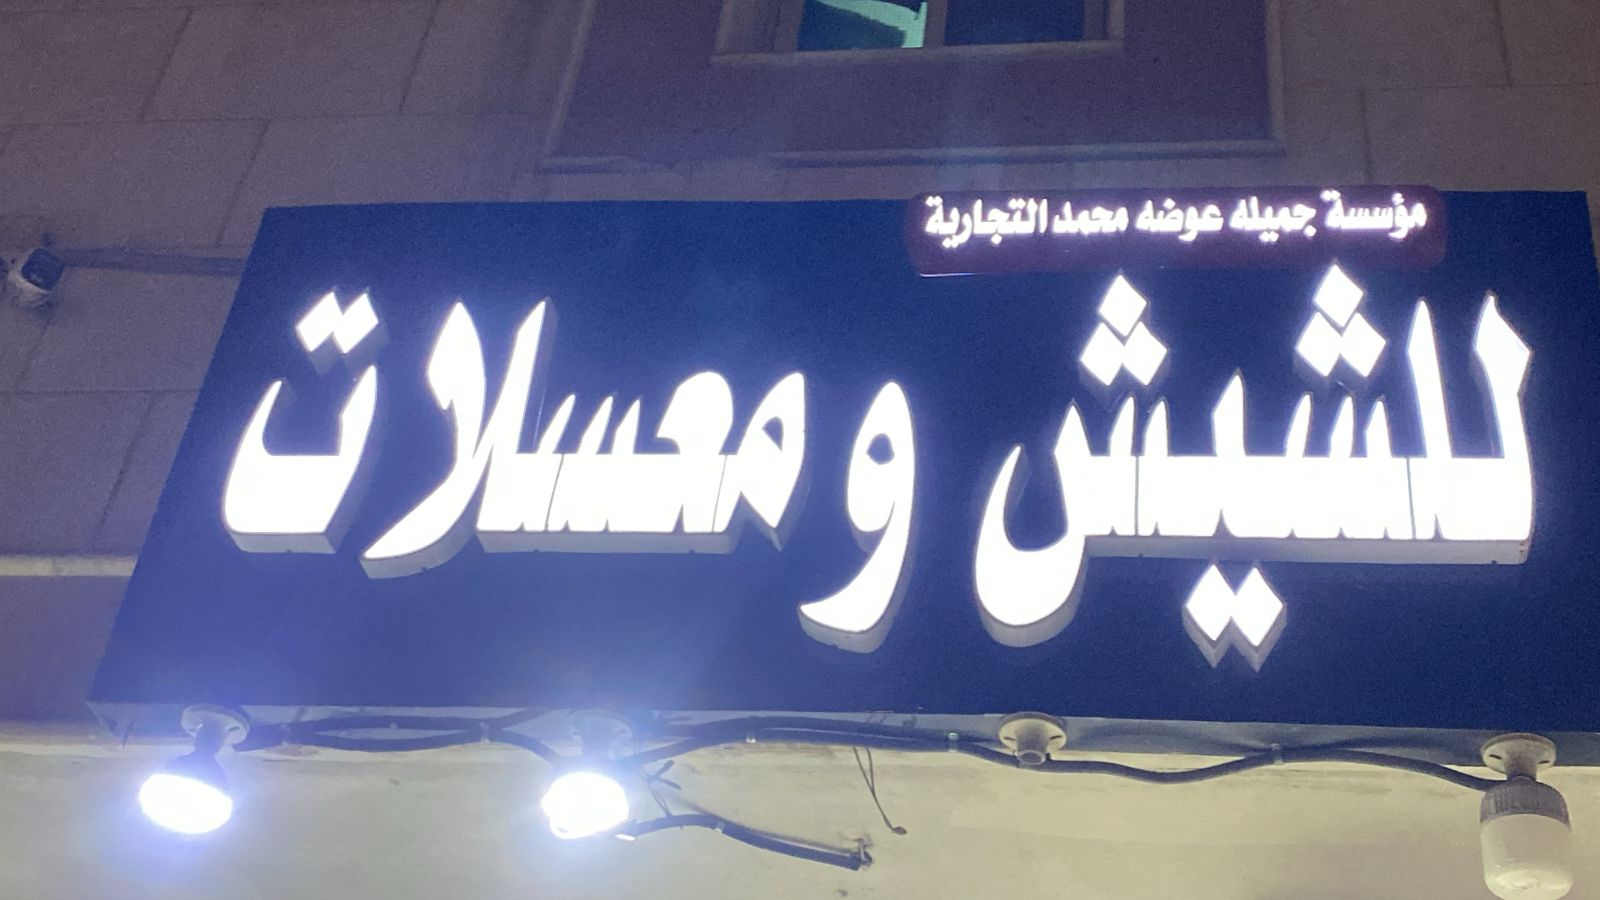 مؤسسة جميله عوضه محمد التجارية
للشيش و معسلات